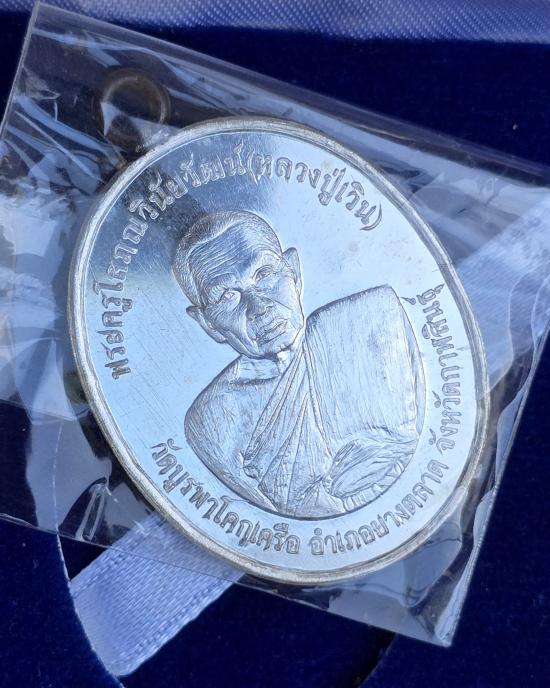 พระครูโสภณวินัยวัฒน์(หลวงปู่เวิน)
วัดบูรพาโคกเครือ อำเภอยางตลาด จังหวัดกาฬสินธุ์